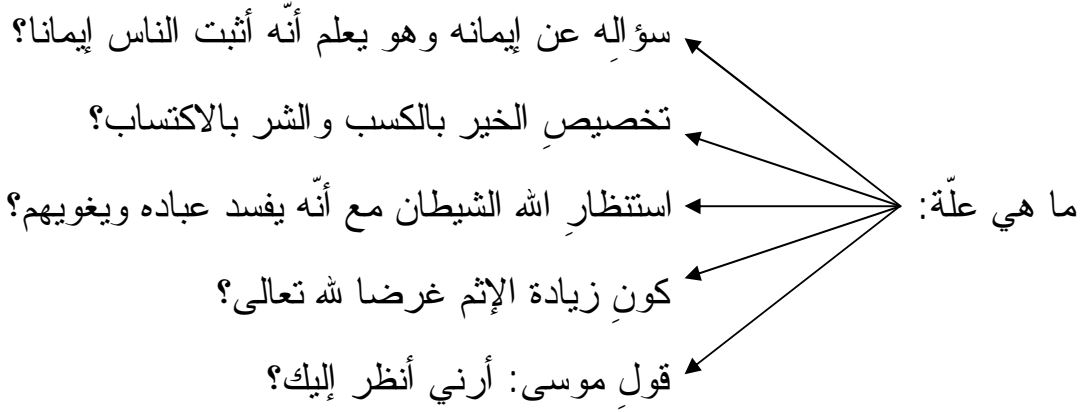 سؤالِه عن إيمانه وهو يعلم أنّه أثبت الناس إيمانا؟
تخصيصِ الخير بالكسب والشر بالاكتساب؟
ما هي علّة:
استنظارِ الله الشيطان مع أنّه يفسد عباده ويغويهم؟
كونِ زيادة الإثم غرضا لله تعالى؟
قولِ موسى: أرني أنظر إليك؟